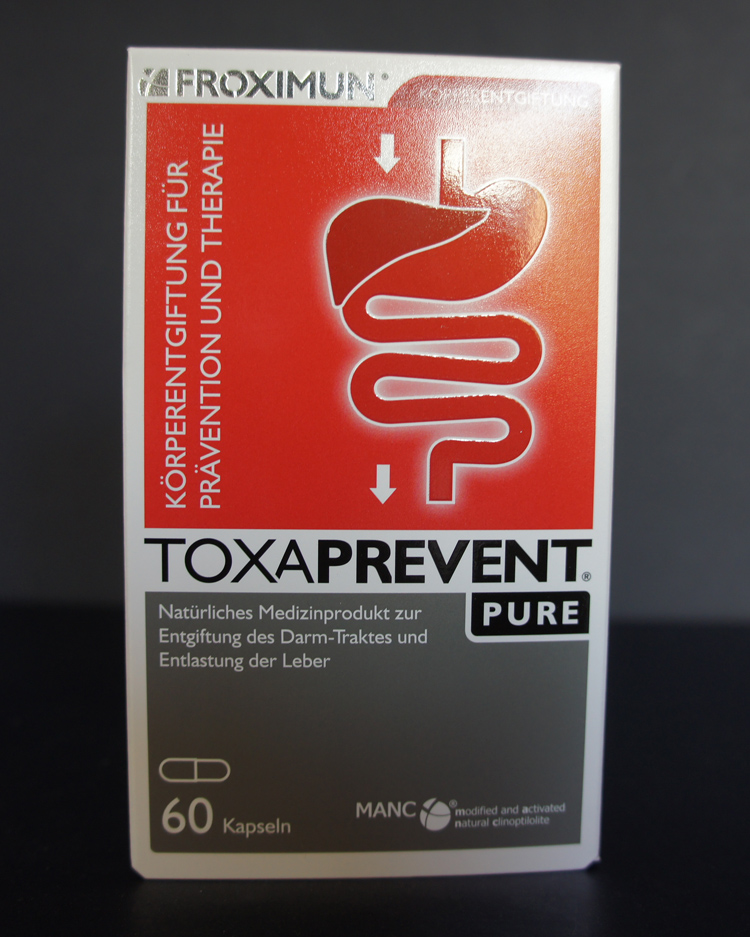 FROXIMUN®
KÖRPERENTGIFTUNG
KÖRPERENTGIFTUNG FÜR
PRÄVENTION UND THERAPIE
TOXAPREVENT®
PURE
Natürliches Medizinprodukt zur
Entgiftung des Darm-Traktes und
Entlastung der Leber
60 Kapseln
MANC® modified and activated
natural clinoptilolite